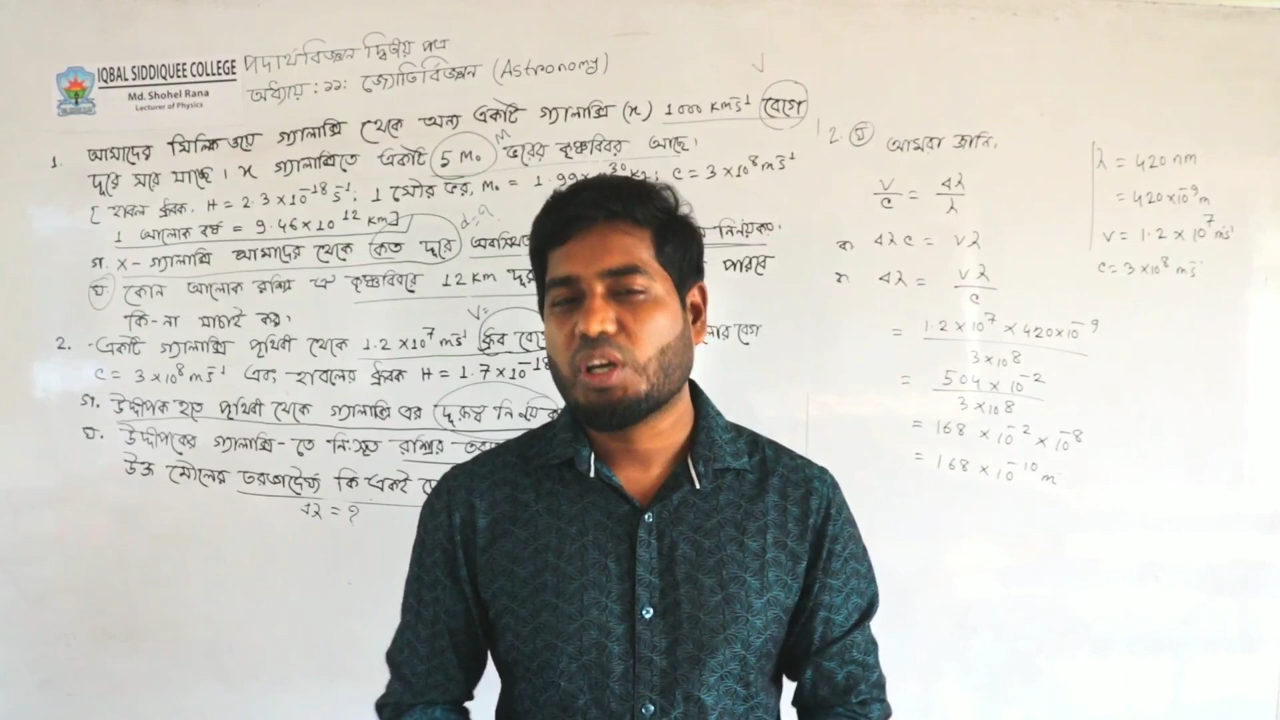 IQBAL SIDDIQUEE COLLEGE
Md. Shohel Rana
Lecturer of Physics
পদার্থবিজ্ঞান দ্বিতীয় পত্র
অধ্যায় : ১১: জ্যোতির্বিজ্ঞান (Astronomy)
1. আমাদের মিল্কিওয়ে গ্যালাক্সি থেকে অন্য একটি গ্যালাক্সি (x) 1000 kms⁻¹ বেগে
দূরে সরে যাচ্ছে। x গ্যালাক্সিতে একটি 5 M₀ ভরের কৃষ্ণবিবর আছে।
M
[হাবল ধ্রুবক, H = 2.3 × 10⁻¹⁸ s⁻¹; 1 সৌর ভর, M₀ = 1.99 × 30 kg; c = 3 × 10⁸ ms⁻¹
1 আলোক বর্ষ = 9.46 × 10¹² km]
d = ?
গ. X - গ্যালাক্সি আমাদের থেকে কত দূরে অবস্থিত নির্ণয় কর।
ঘ. কোন আলোক রশ্মি ঐ কৃষ্ণবিবরে 12 km পারবে
কি-না যাচাই কর।
V =
2. একটি গ্যালাক্সি পৃথিবী থেকে 1.2 × 10⁷ ms⁻¹ ধ্রুব বেগে বেগ
c = 3 × 10⁸ ms⁻¹ এবং হাবলের ধ্রুবক H = 1.7 × 10⁻¹⁸
গ. উদ্দীপক হতে পৃথিবী থেকে গ্যালাক্সি এর দূরত্ব নির্ণয়
ঘ. উদ্দীপকের গ্যালাক্সি - তে নিঃসৃত রশ্মির
উক্ত মৌলের তরঙ্গদৈর্ঘ্য কি একই
Δλ = ?
2. ঘ আমরা জানি,
v/c = Δλ/λ
বা Δλ c = vλ
বা Δλ = vλ/c
= 1.2 × 10⁷ × 420 × 10⁻⁹ / 3 × 10⁸
= 504 × 10⁻² / 3 × 10⁸
= 168 × 10⁻² × 10⁻⁸
= 168 × 10⁻¹⁰ m
λ = 420 nm
= 420 × 10⁻⁹ m
v = 1.2 × 10⁷ ms⁻¹
c = 3 × 10⁸ ms⁻¹